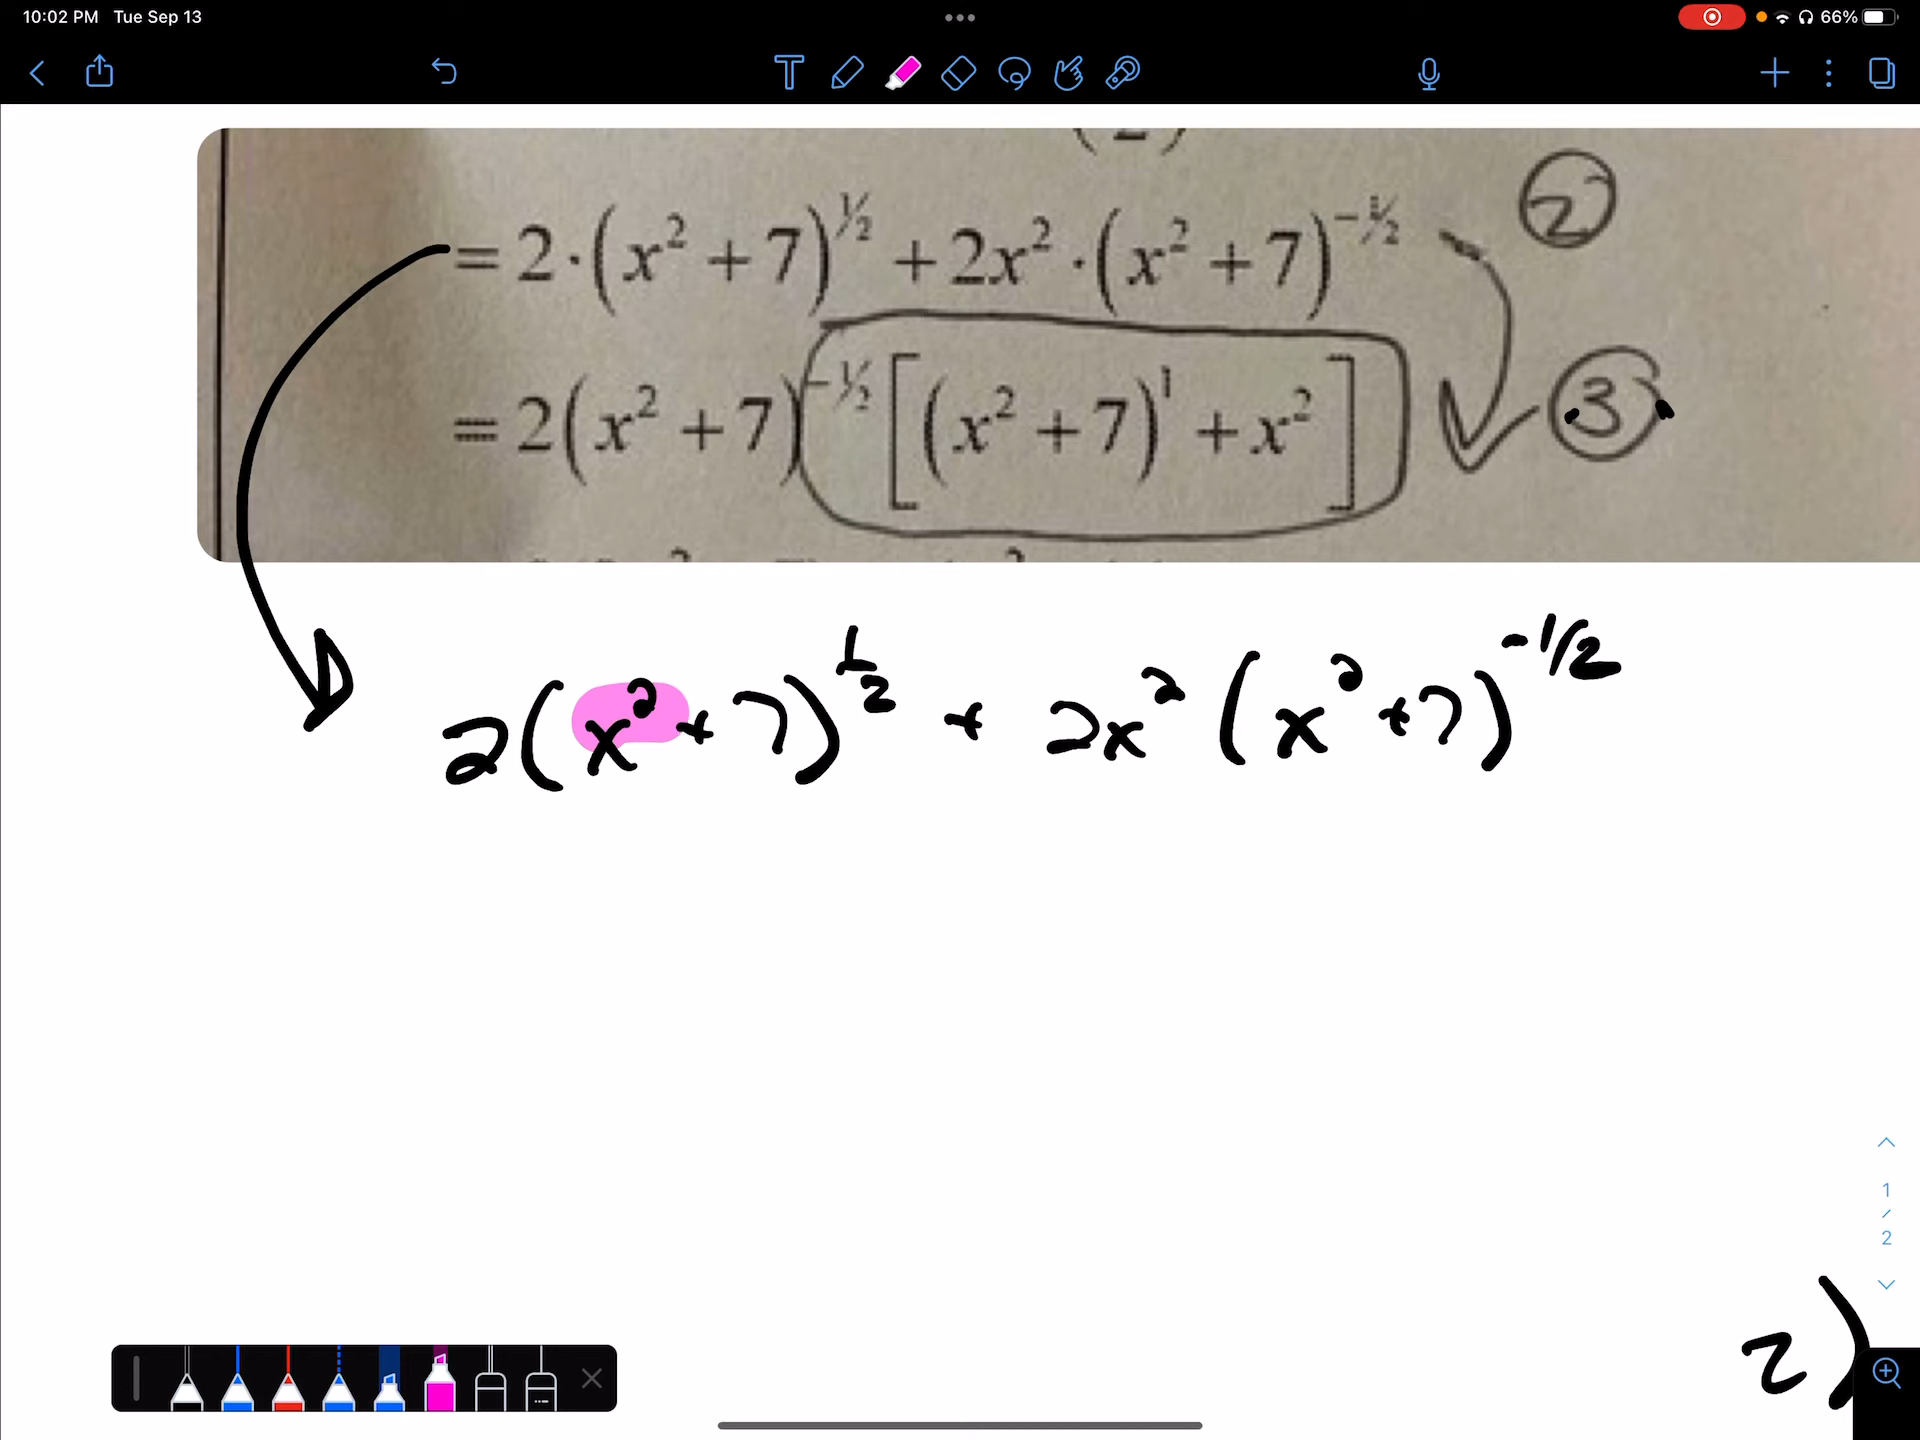 10:02 PM Tue Sep 13
66%
= 2·(x² + 7)^½ + 2x²·(x² + 7)^-½ ②
= 2(x² + 7)^-½ [(x² + 7)¹ + x²] ③
2(x² + 7)^½ + 2x² (x² + 7)^-1/2
1
/
2
2)